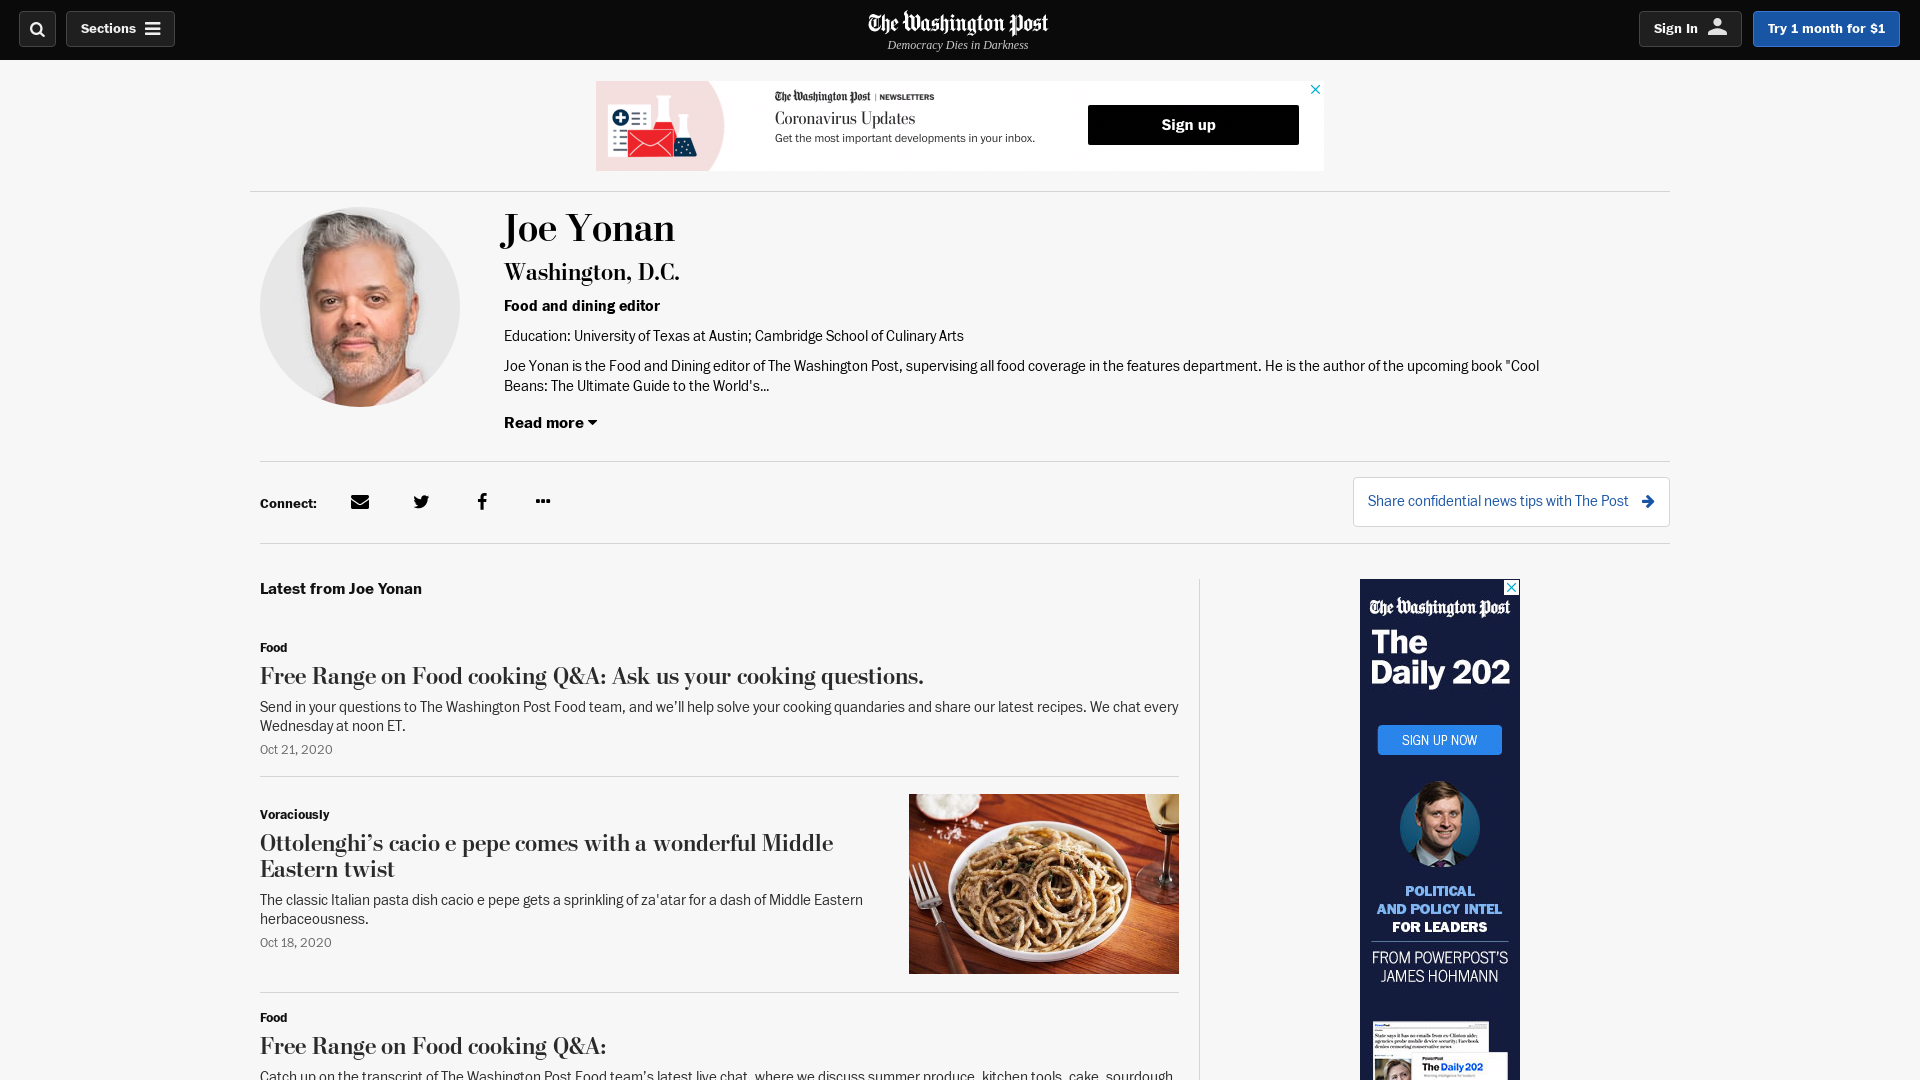 Sections
The Washington Post
Democracy Dies in Darkness
Sign In
Try 1 month for $1
The Washington Post | NEWSLETTERS
Coronavirus Updates
Get the most important developments in your inbox.
Sign up
Joe Yonan
Washington, D.C.
Food and dining editor
Education: University of Texas at Austin; Cambridge School of Culinary Arts
Joe Yonan is the Food and Dining editor of The Washington Post, supervising all food coverage in the features department. He is the author of the upcoming book "Cool
Beans: The Ultimate Guide to the World's...
Read more
Connect:
Share confidential news tips with The Post
Latest from Joe Yonan
Food
Free Range on Food cooking Q&A: Ask us your cooking questions.
Send in your questions to The Washington Post Food team, and we’ll help solve your cooking quandaries and share our latest recipes. We chat every
Wednesday at noon ET.
Oct 21, 2020
Voraciously
Ottolenghi’s cacio e pepe comes with a wonderful Middle
Eastern twist
The classic Italian pasta dish cacio e pepe gets a sprinkling of za'atar for a dash of Middle Eastern
herbaceousness.
Oct 18, 2020
Food
Free Range on Food cooking Q&A:
Catch up on the transcript of The Washington Post Food team’s latest live chat, where we discuss summer produce, kitchen tools, cake, sourdough
The Washington Post
The
Daily 202
SIGN UP NOW
POLITICAL
AND POLICY INTEL
FOR LEADERS
FROM POWERPOST’S
JAMES HOHMANN
PowerPost
The Daily 202